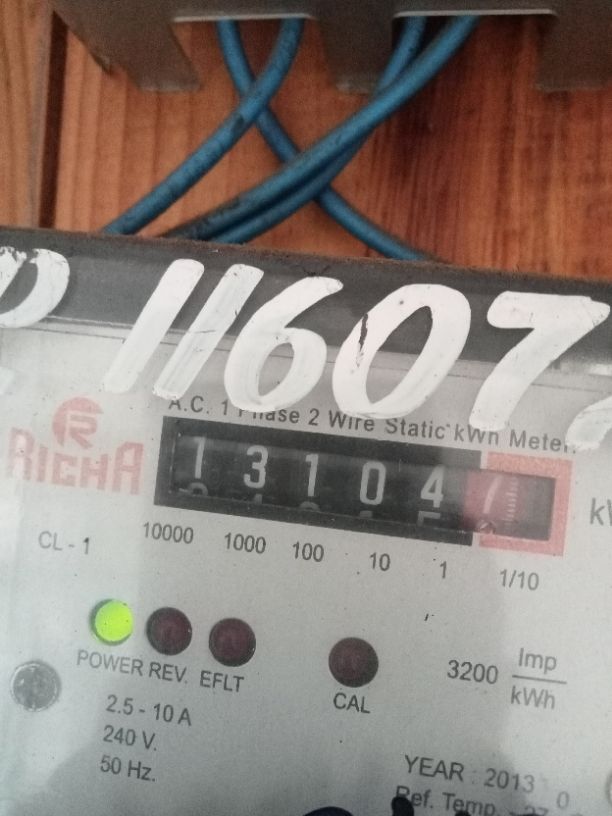 11607
A.C. 1 Phase 2 Wire Static kWh Meter
RICHA
1 3 1 0 4 7
CL - 1
10000 1000 100 10 1 1/10
POWER REV. EFLT CAL
3200 Imp/kWh
2.5 - 10 A
240 V.
50 Hz.
YEAR : 2013
Ref. Temp.